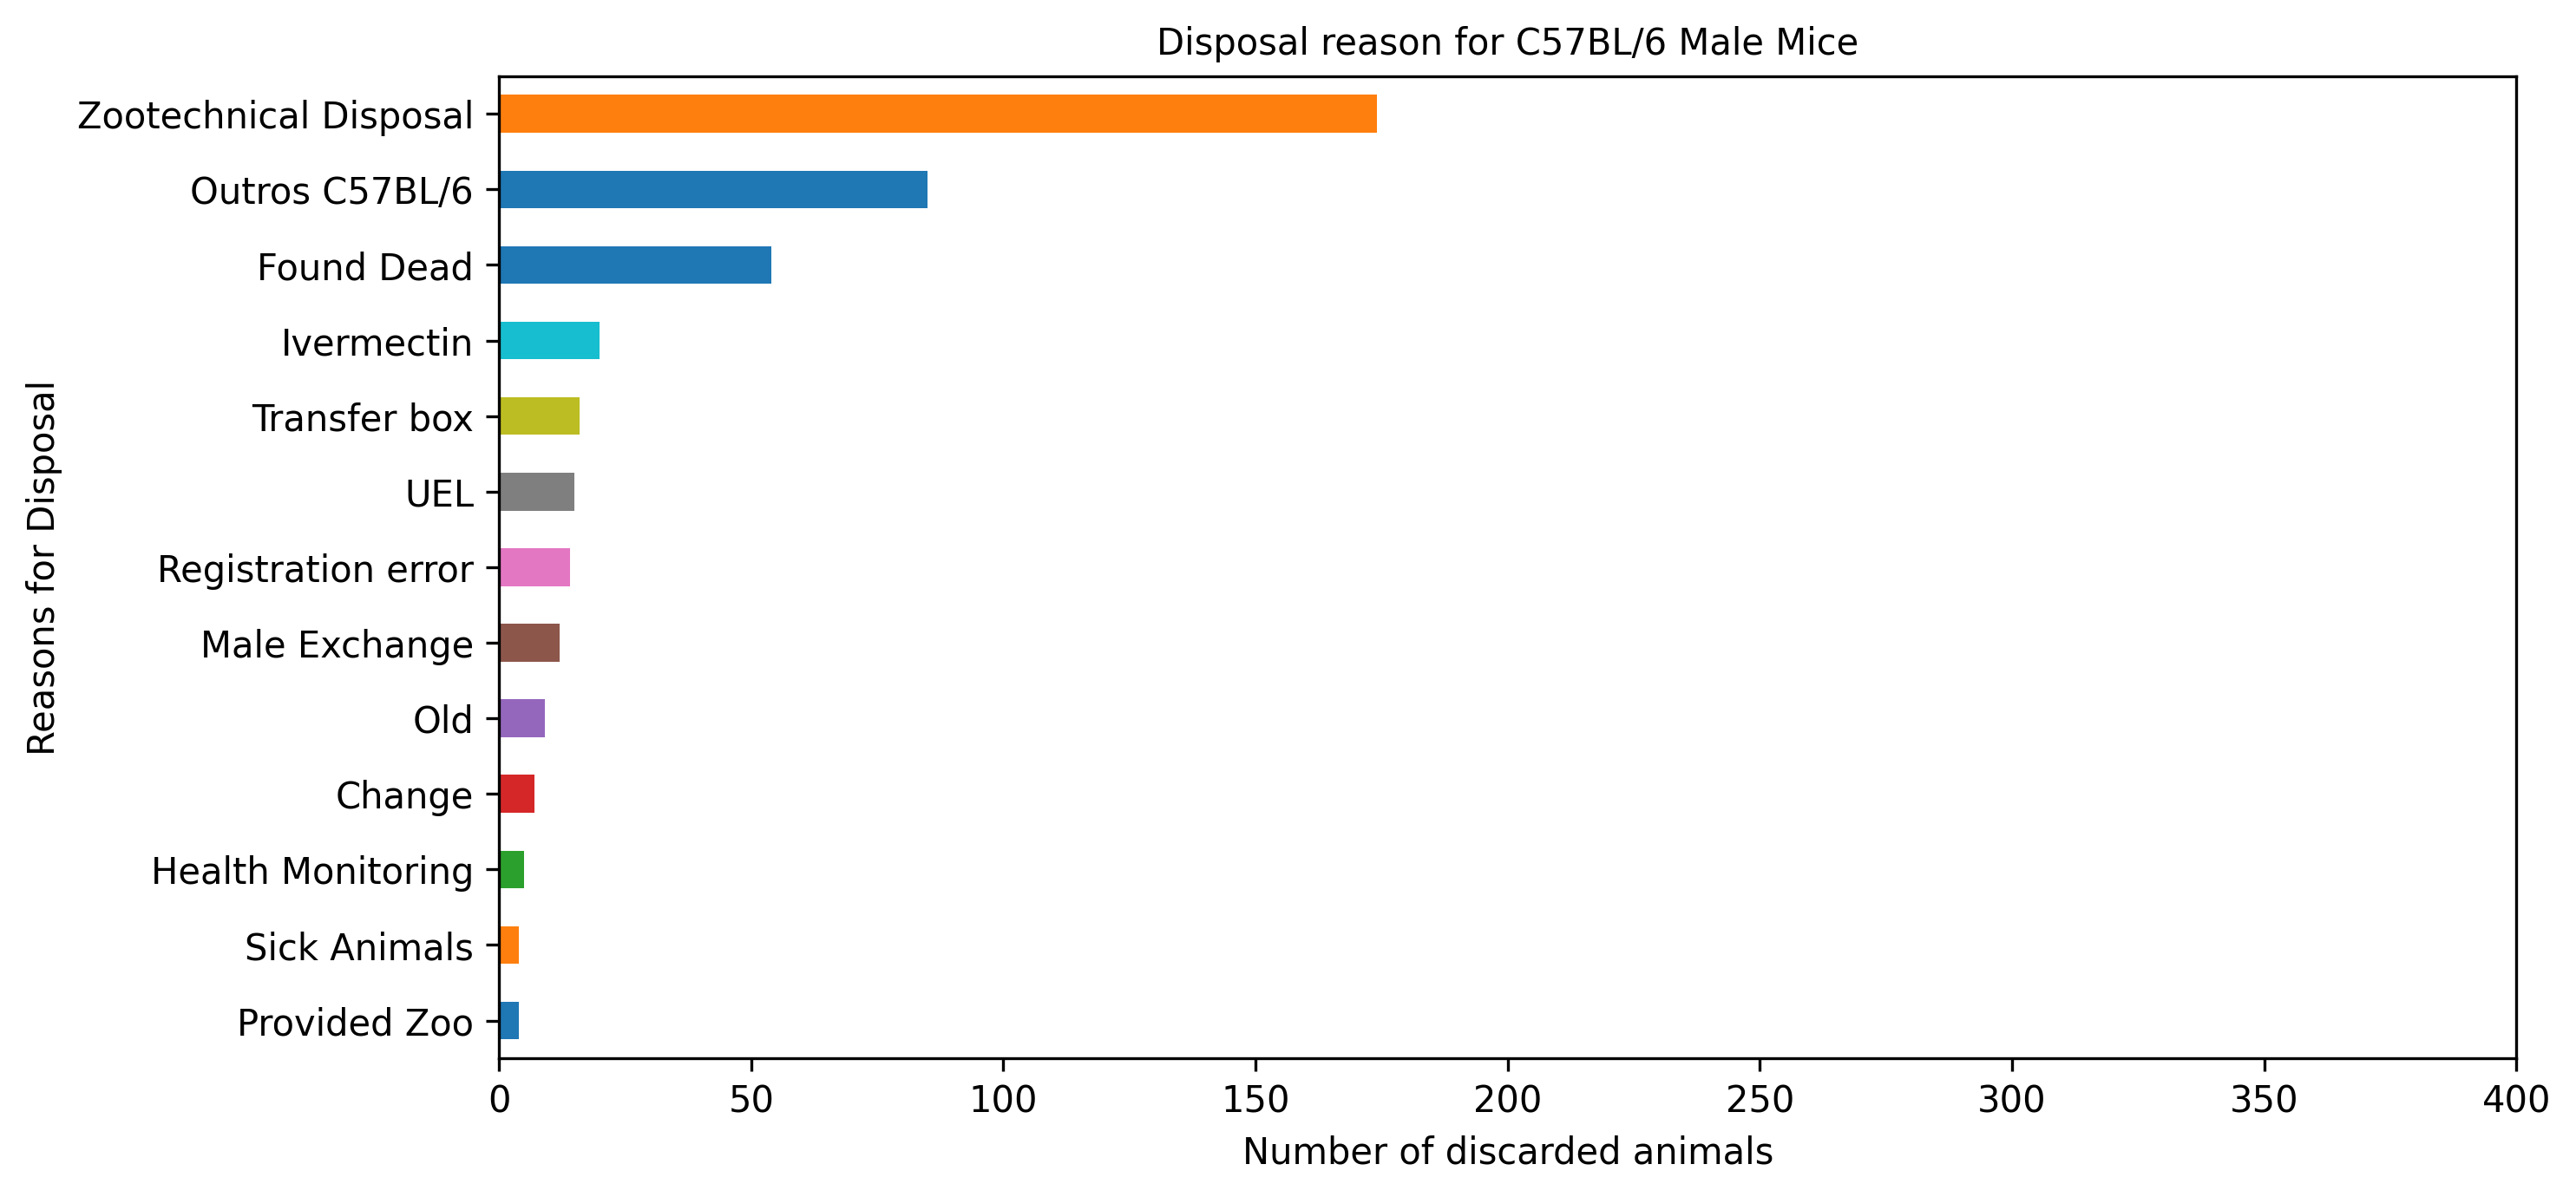 Disposal reason for C57BL/6 Male Mice
Reasons for Disposal
Zootechnical Disposal
Outros C57BL/6
Found Dead
Ivermectin
Transfer box
UEL
Registration error
Male Exchange
Old
Change
Health Monitoring
Sick Animals
Provided Zoo
0 50 100 150 200 250 300 350 400
Number of discarded animals